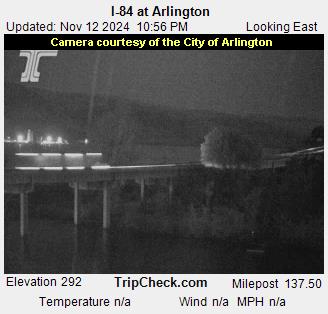 I-84 at Arlington
Updated: Nov 12 2024 10:56 PM Looking East
Camera courtesy of the City of Arlington
Elevation 292 TripCheck.com Milepost 137.50
Temperature n/a Wind n/a MPH n/a